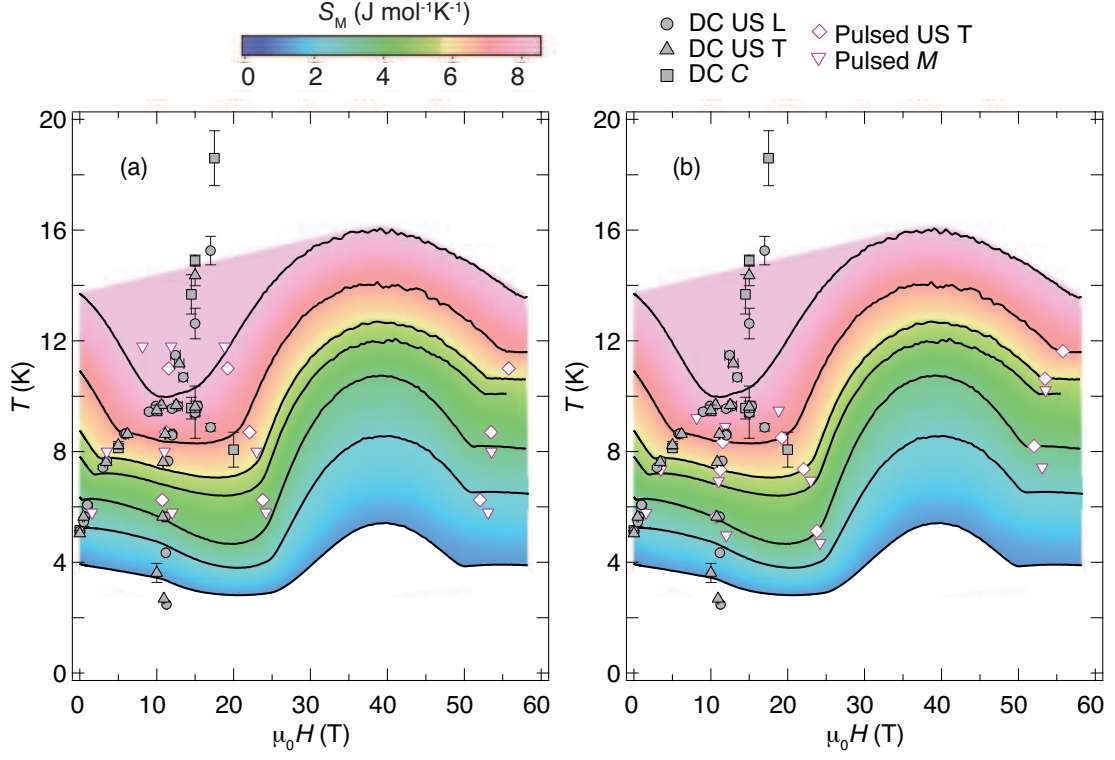 S_M (J mol⁻¹K⁻¹)
0 2 4 6 8
DC US L
DC US T
DC C
Pulsed US T
Pulsed M
(a)
20
16
12
8
4
0
T (K)
0 10 20 30 40 50 60
μ₀H (T)
(b)
20
16
12
8
4
0
T (K)
0 10 20 30 40 50 60
μ₀H (T)